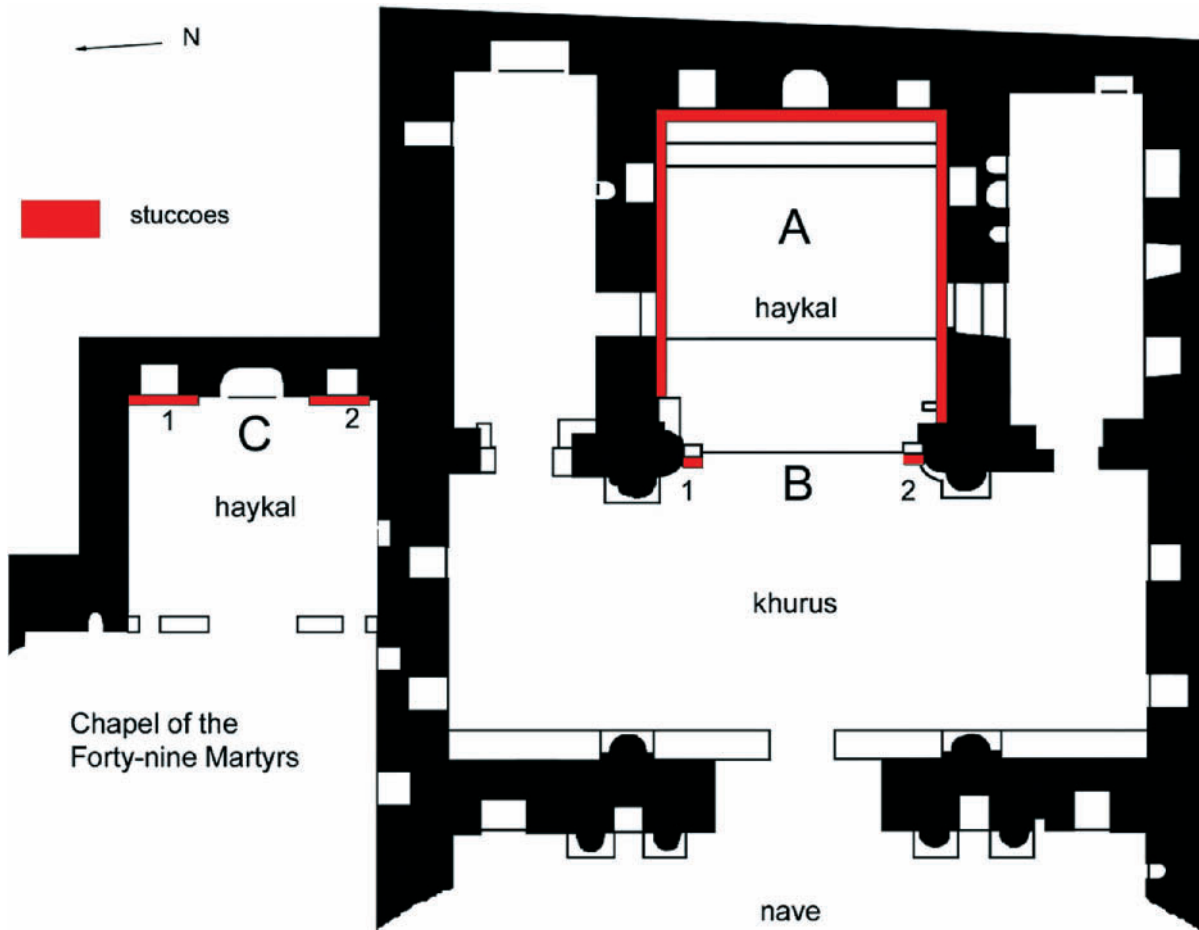 N
stuccoes
A
haykal
1
2
C
haykal
1
B
2
khurus
Chapel of the
Forty-nine Martyrs
nave